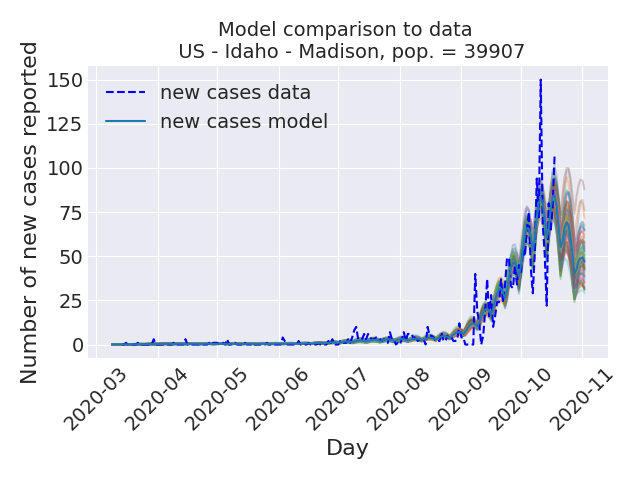 Model comparison to data
US - Idaho - Madison, pop. = 39907
Number of new cases reported
150
125
100
75
50
25
0
new cases data
new cases model
2020-03
2020-04
2020-05
2020-06
2020-07
2020-08
2020-09
2020-10
2020-11
Day